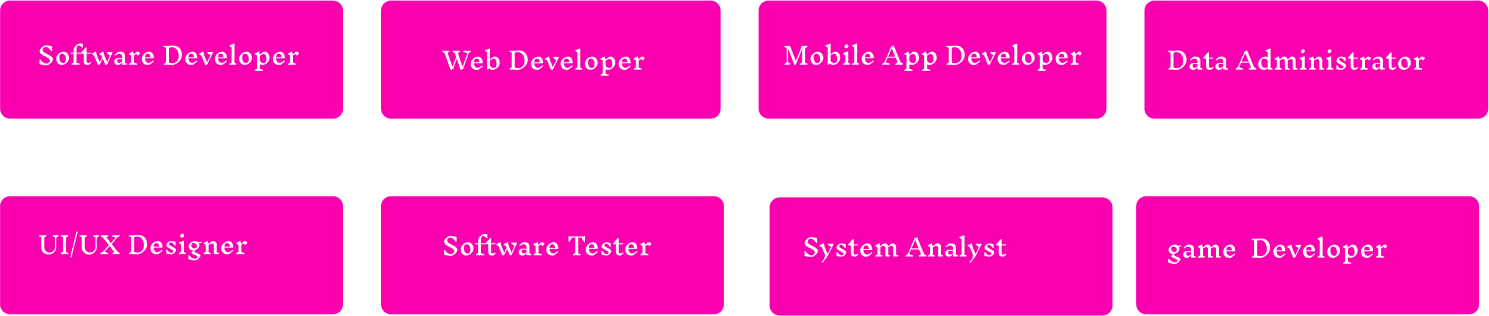 Software Developer
Web Developer
Mobile App Developer
Data Administrator
UI/UX Designer
Software Tester
System Analyst
game  Developer